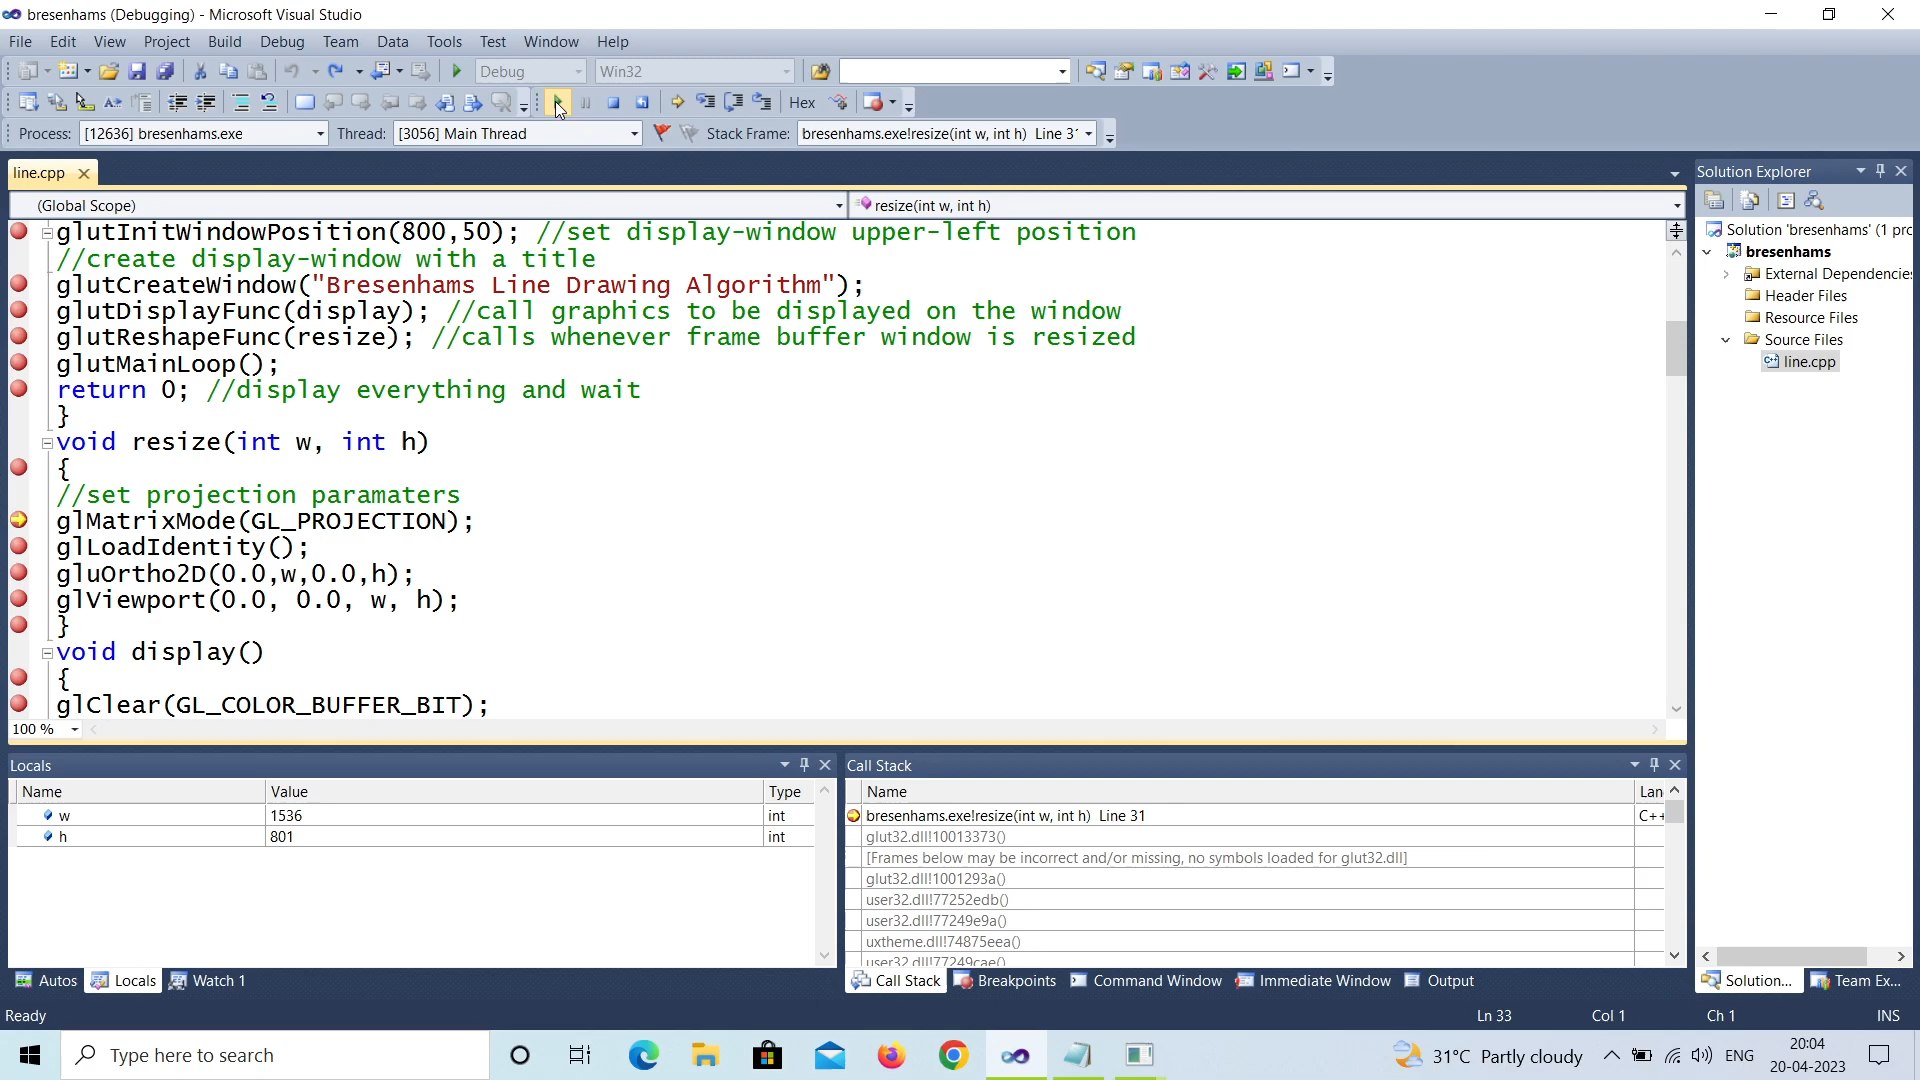 bresenhams (Debugging) - Microsoft Visual Studio
File Edit View Project Build Debug Team Data Tools Test Window Help
Debug Win32
Hex
Process: [12636] bresenhams.exe Thread: [3056] Main Thread Stack Frame: bresenhams.exe!resize(int w, int h) Line 31
line.cpp
(Global Scope) resize(int w, int h)
glutInitWindowPosition(800,50); //set display-window upper-left position
//create display-window with a title
glutCreateWindow("Bresenhams Line Drawing Algorithm");
glutDisplayFunc(display); //call graphics to be displayed on the window
glutReshapeFunc(resize); //calls whenever frame buffer window is resized
glutMainLoop();
return 0; //display everything and wait
}
void resize(int w, int h)
{
//set projection paramaters
glMatrixMode(GL_PROJECTION);
glLoadIdentity();
gluOrtho2D(0.0,w,0.0,h);
glViewport(0.0, 0.0, w, h);
}
void display()
{
glClear(GL_COLOR_BUFFER_BIT);
100 %
Solution Explorer
Solution 'bresenhams' (1 pro
bresenhams
External Dependencies
Header Files
Resource Files
Source Files
line.cpp
Locals
Name Value Type
w 1536 int
h 801 int
Autos Locals Watch 1
Call Stack
Name Lan
bresenhams.exe!resize(int w, int h) Line 31 C++
glut32.dll!10013373()
[Frames below may be incorrect and/or missing, no symbols loaded for glut32.dll]
glut32.dll!1001293a()
user32.dll!77252edb()
user32.dll!77249e9a()
uxtheme.dll!74875eea()
user32.dll!77249cae()
Call Stack Breakpoints Command Window Immediate Window Output
Solution... Team Ex...
Ready Ln 33 Col 1 Ch 1 INS
Type here to search
31°C Partly cloudy ENG
20:04
20-04-2023